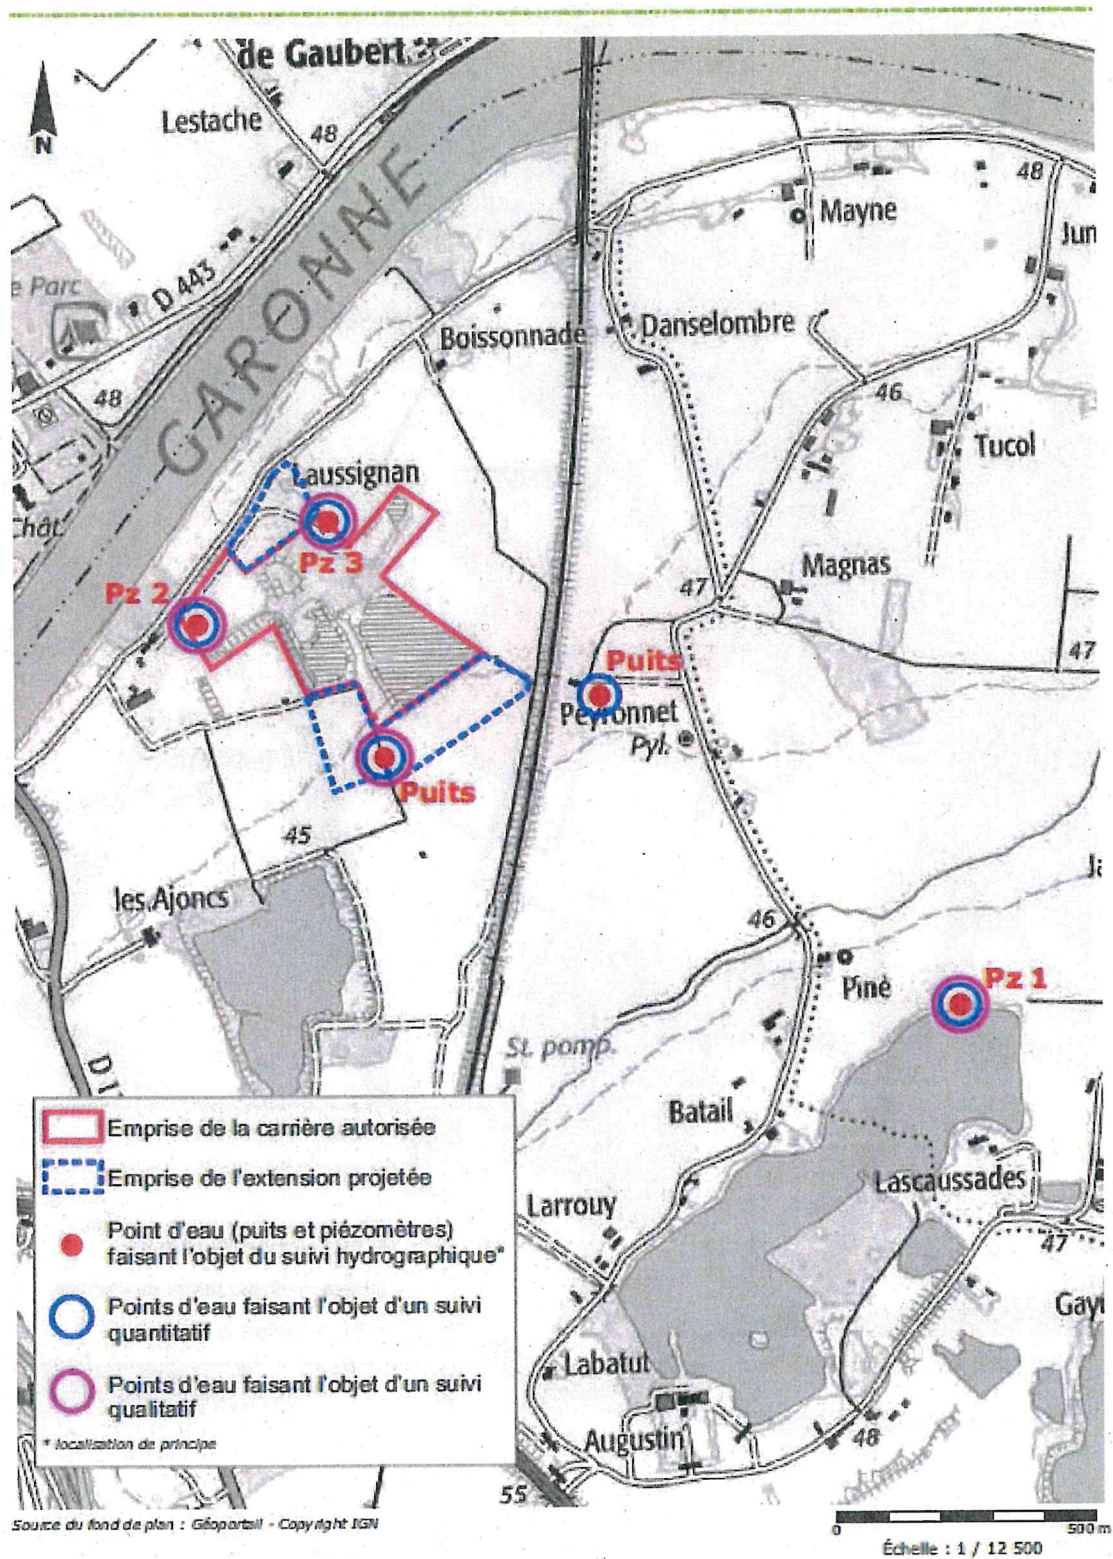 de Gaubert
Lestache
48
N
GARONNE
48
Mayne
Jun
e Parc
D 443
Boissonnade
Danselombre
48
46
Tucol
Laussignan
Chât.
Pz 3
Magnas
47
Pz 2
47
Puits
Peyronnet
Pyl.
Puits
45
les Ajoncs
46
Piné
Pz 1
St. pomp.
Batail
Lascaussades
Larrouy
47
Gay
Labatut
Augustin
48
55
Emprise de la carrière autorisée
Emprise de l'extension projetée
Point d'eau (puits et piézomètres)
faisant l'objet du suivi hydrographique*
Points d'eau faisant l'objet d'un suivi
quantitatif
Points d'eau faisant l'objet d'un suivi
qualitatif
* localisation de principe
Source du fond de plan : Géoportail - Copyright IGN
0 500 m
Échelle : 1 / 12 500